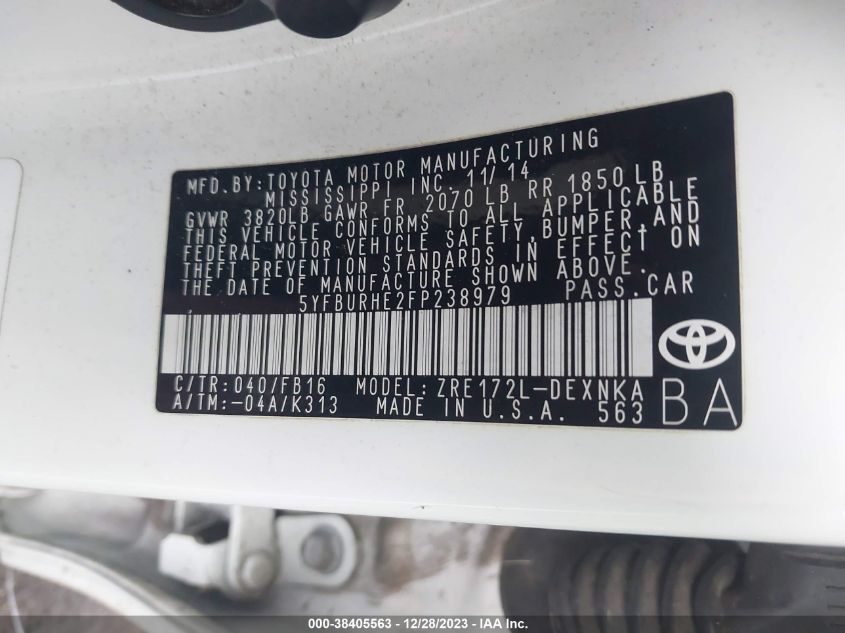 MFD.BY:TOYOTA MOTOR MANUFACTURING
MISSISSIPPI INC. 11/14
GVWR 3820LB GAWR FR 2070 LB RR 1850LB
THIS VEHICLE CONFORMS TO ALL APPLICABLE
FEDERAL MOTOR VEHICLE SAFETY,BUMPER,AND
THEFT PREVENTION STANDARDS IN EFFECT ON
THE DATE OF MANUFACTURE SHOWN ABOVE.
5YFBURHE2FP238979 PASS.CAR
C/TR:040/FB16 MODEL:ZRE172L-DEXNKA
A/TM:-04A/K313 MADE IN U.S.A. 563
BA
000-38405563 - 12/28/2023 - IAA Inc.